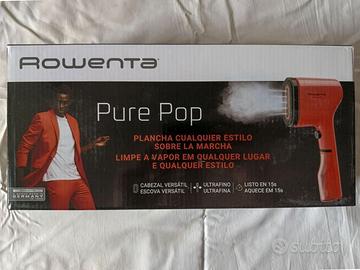 Rowenta
Pure Pop
PLANCHA CUALQUIER ESTILO
SOBRE LA MARCHA
LIMPE A VAPOR EM QUALQUER LUGAR
E QUALQUER ESTILO
CABEZAL VERSÁTIL
ESCOVA VERSÁTIL
ULTRAFINO
ULTRAFINA
LISTO EN 15s
AQUECE EM 15s
GERMANY
subito